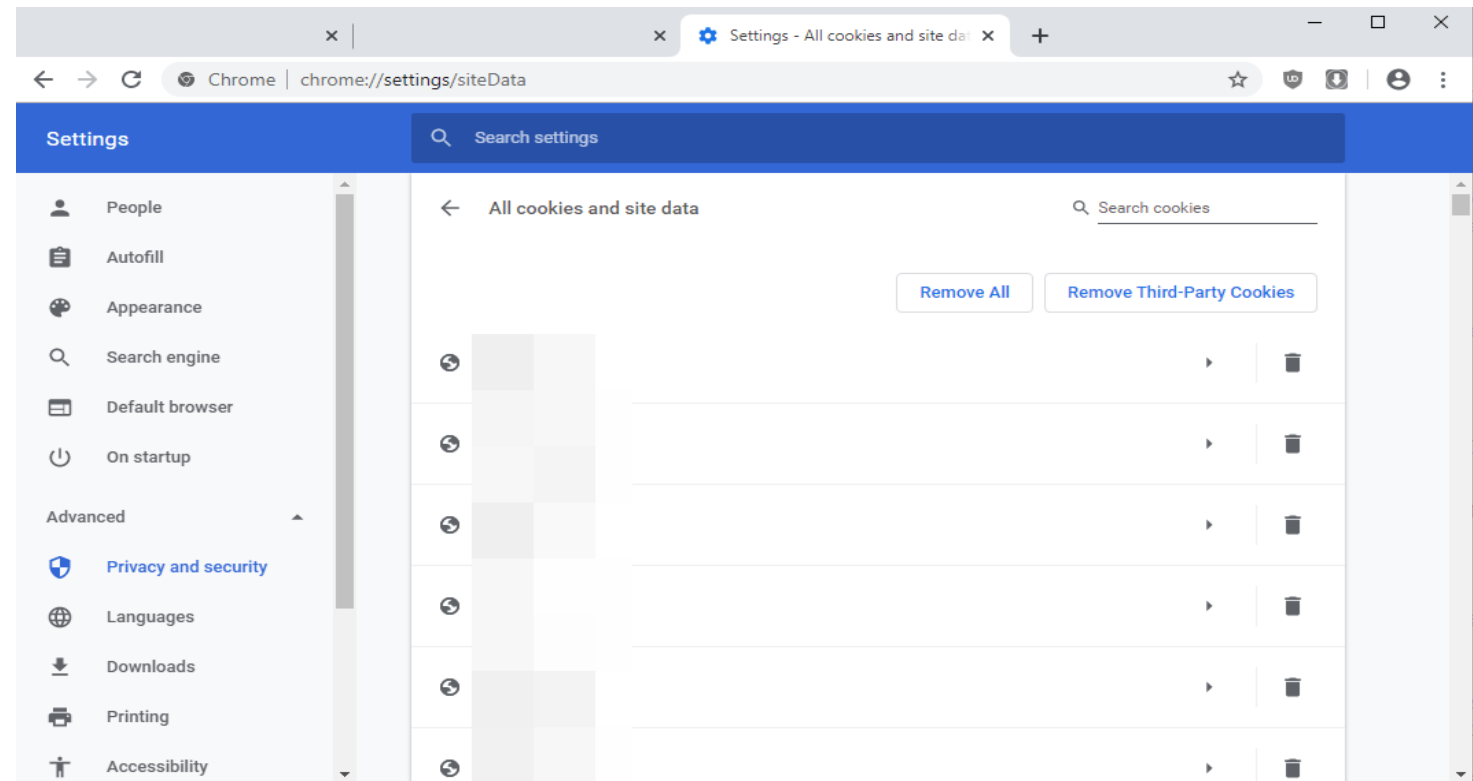 Settings - All cookies and site dat
Chrome | chrome://settings/siteData
Settings
Search settings
People
Autofill
Appearance
Search engine
Default browser
On startup
Advanced
Privacy and security
Languages
Downloads
Printing
Accessibility
All cookies and site data
Search cookies
Remove All
Remove Third-Party Cookies